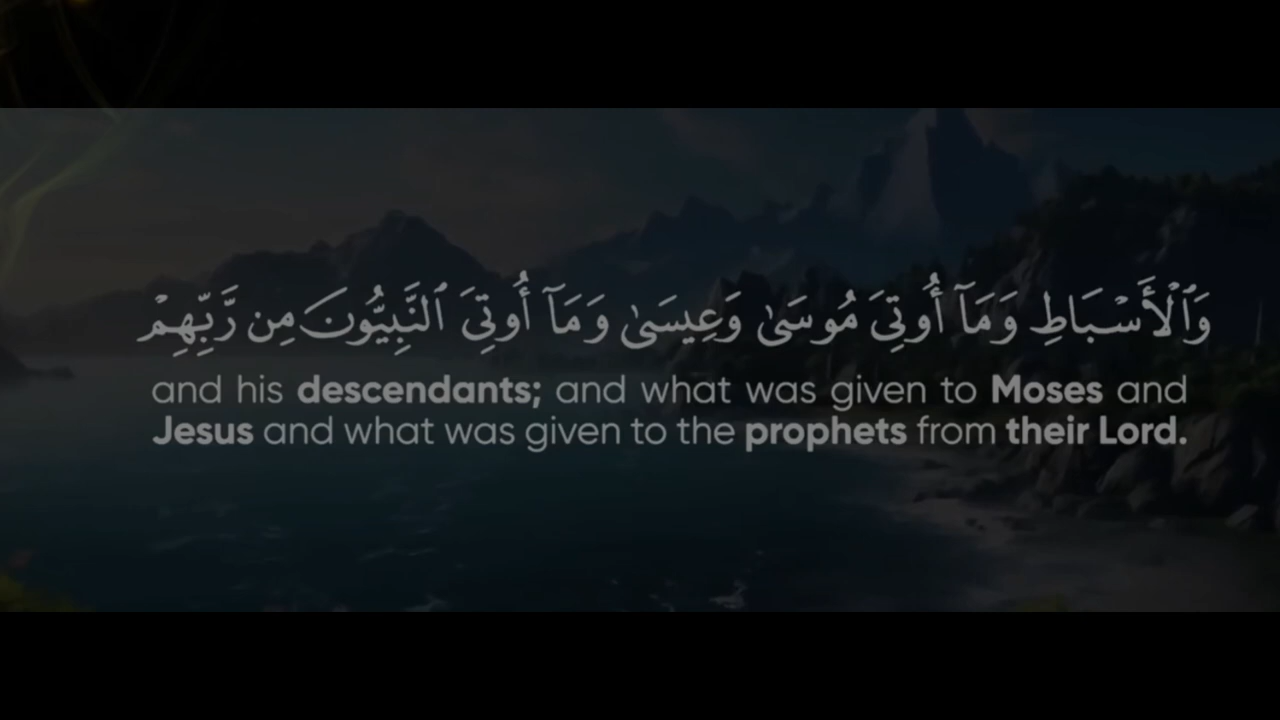 وَٱلْأَسْبَاطِ وَمَآ أُوتِىَ مُوسَىٰ وَعِيسَىٰ وَمَآ أُوتِىَ ٱلنَّبِيُّونَ مِن رَّبِّهِمْ
and his descendants; and what was given to Moses and
Jesus and what was given to the prophets from their Lord.